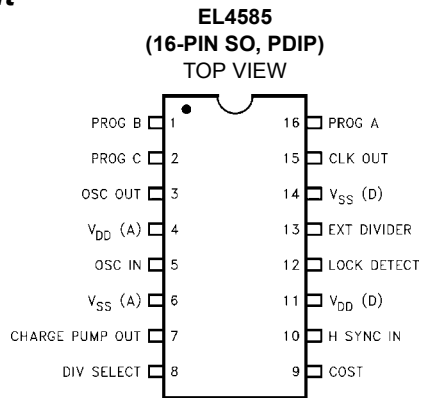 EL4585
(16-PIN SO, PDIP)
TOP VIEW
PROG B 1 16 PROG A
PROG C 2 15 CLK OUT
OSC OUT 3 14 VSS (D)
VDD (A) 4 13 EXT DIVIDER
OSC IN 5 12 LOCK DETECT
VSS (A) 6 11 VDD (D)
CHARGE PUMP OUT 7 10 H SYNC IN
DIV SELECT 8 9 COST